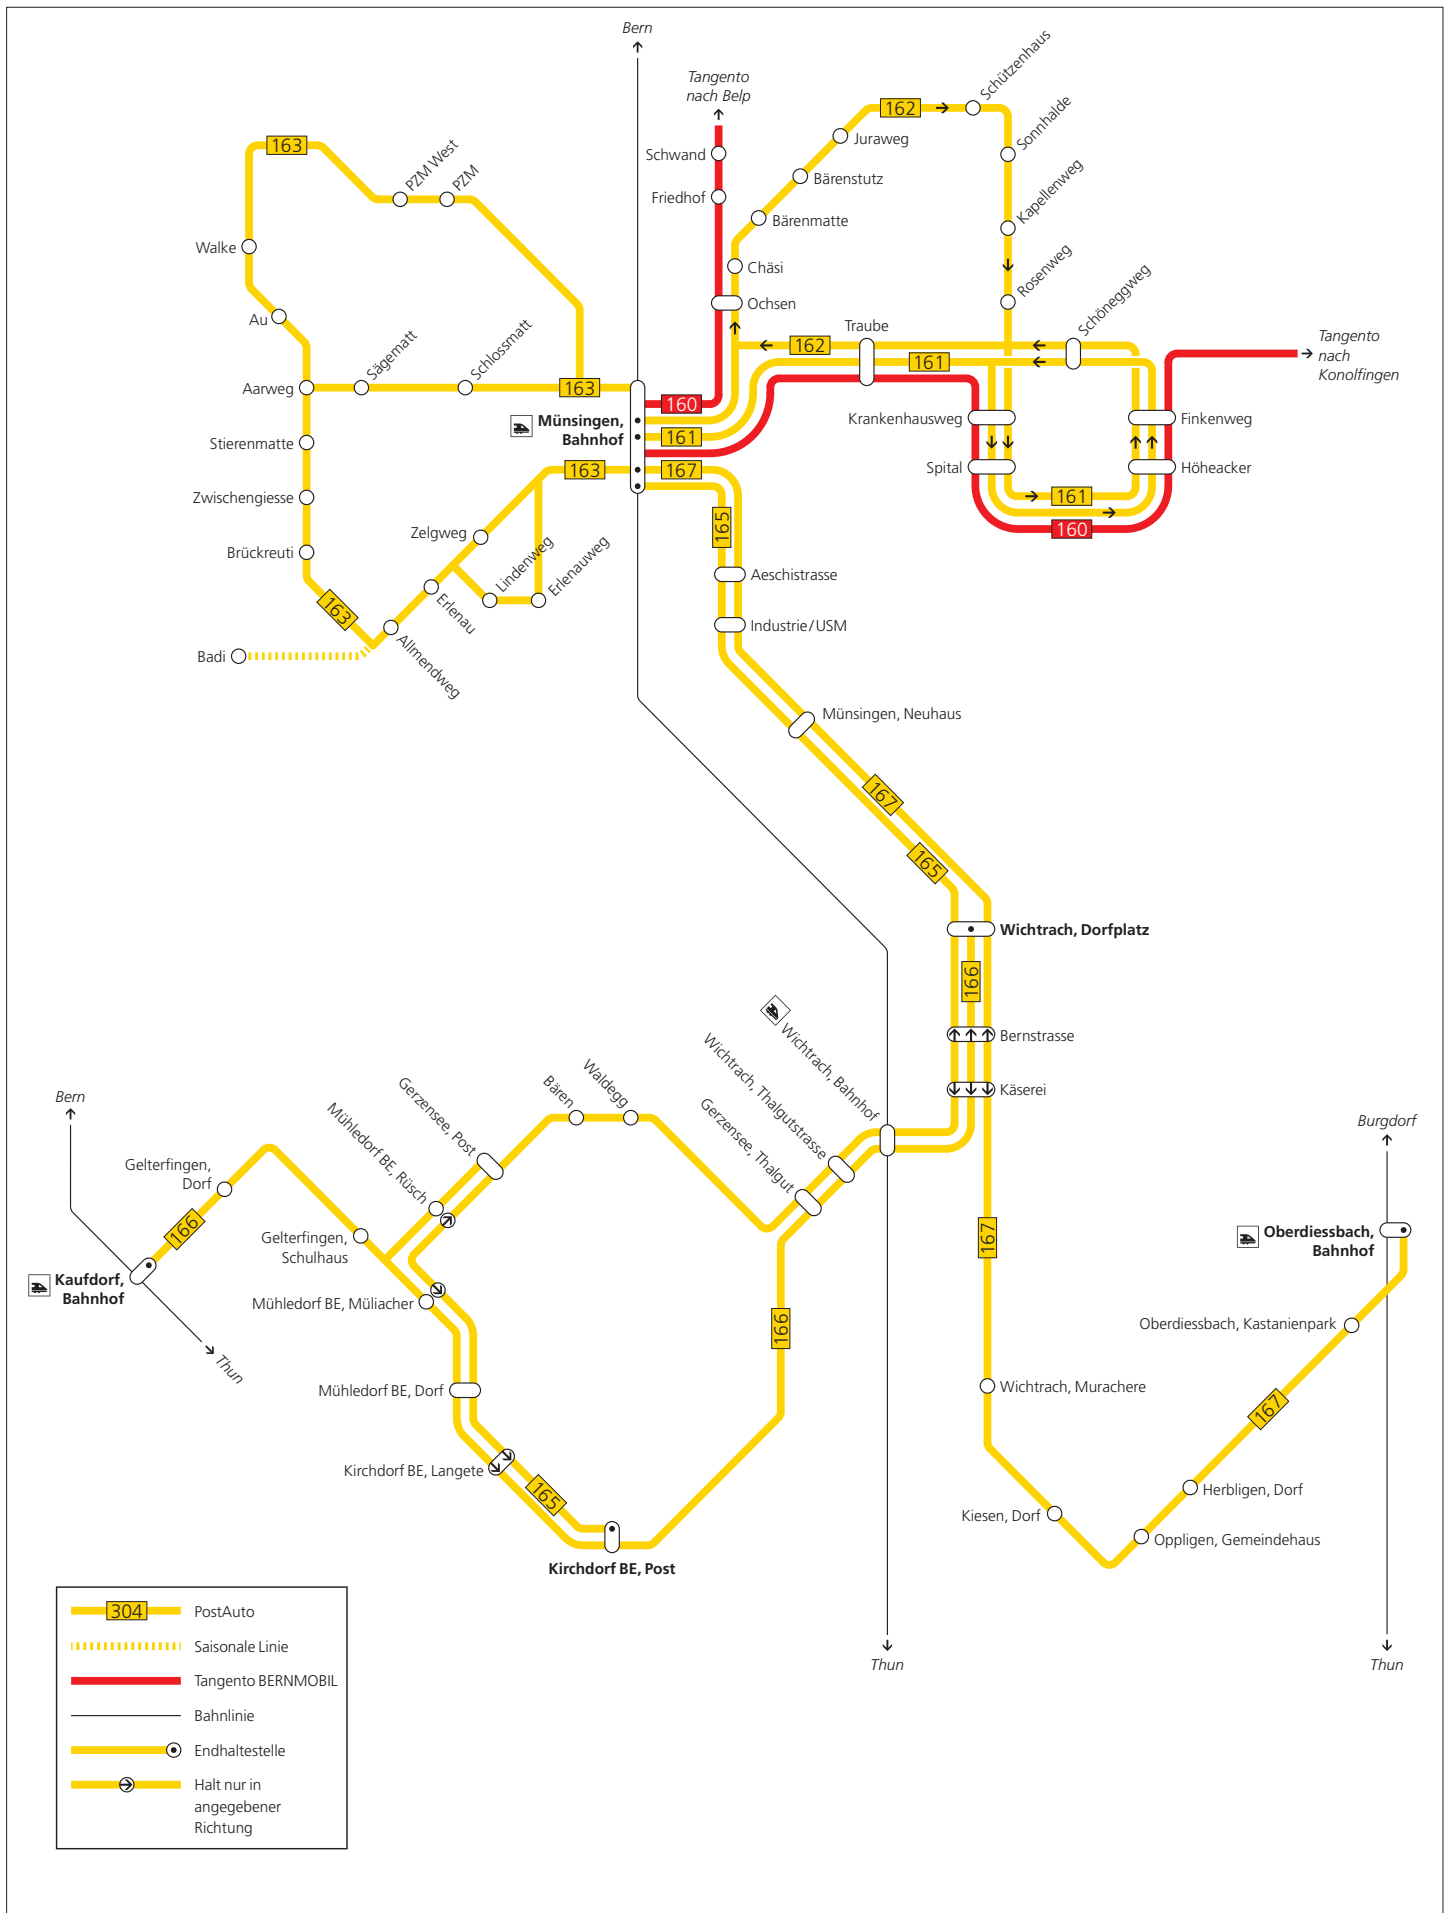 Bern
Tangento
nach Belp
Schützenhaus
162
Juraweg
Sonnhalde
163
PZM West
PZM
Schwand
Bärenstutz
Friedhof
Kapellenweg
Bärenmatte
Walke
Chäsi
Rosenweg
Schöneggweg
Ochsen
Au
Sägematt
Schlossmatt
Traube
162
161
Tangento
nach
Konolfingen
Aarweg
163
160
Münsingen,
Bahnhof
161
Krankenhausweg
Finkenweg
Stierenmatte
163
167
Spital
Höheacker
Zwischengiesse
161
165
160
Zelgweg
Brückreuti
Lindenweg
Erlenauweg
Aeschistrasse
163
Erlenau
Industrie/USM
Allmendweg
Badi
Münsingen, Neuhaus
167
165
Wichtrach, Dorfplatz
166
Wichtrach, Bahnhof
Bernstrasse
Wichtrach, Thalgutstrasse
Käserei
Gerzensee, Thalgut
Waldegg
Bären
Gerzensee, Post
Mühledorf BE, Rüsch
Bern
Burgdorf
Gelterfingen,
Dorf
166
Gelterfingen,
Schulhaus
167
Oberdiessbach,
Bahnhof
Kaufdorf,
Bahnhof
Mühledorf BE, Müliacher
166
Oberdiessbach, Kastanienpark
Thun
Mühledorf BE, Dorf
Wichtrach, Murachere
167
Kirchdorf BE, Langete
165
Herbligen, Dorf
Kiesen, Dorf
Oppligen, Gemeindehaus
Kirchdorf BE, Post
304
PostAuto
Saisonale Linie
Tangento BERNMOBIL
Bahnlinie
Endhaltestelle
Halt nur in
angegebener
Richtung
Thun
Thun